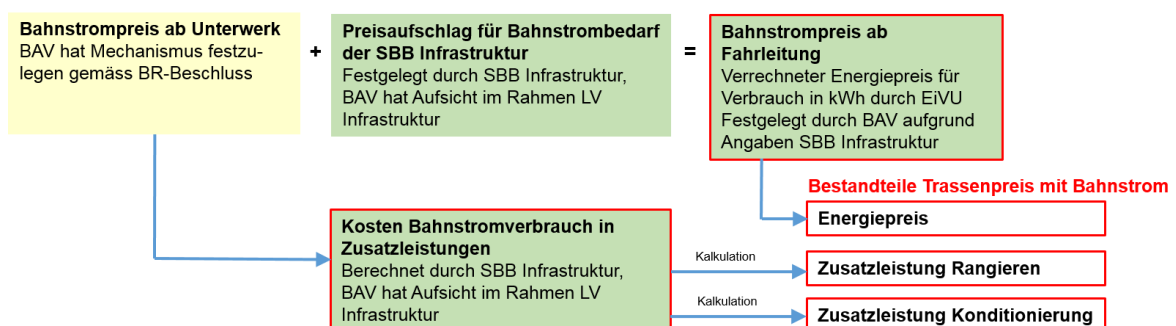 Bahnstrompreis ab Unterwerk
BAV hat Mechanismus festzu-
legen gemäss BR-Beschluss
+
Preisaufschlag für Bahnstrombedarf
der SBB Infrastruktur
Festgelegt durch SBB Infrastruktur,
BAV hat Aufsicht im Rahmen LV
Infrastruktur
=
Bahnstrompreis ab
Fahrleitung
Verrechneter Energiepreis für
Verbrauch in kWh durch EiVU
Festgelegt durch BAV aufgrund
Angaben SBB Infrastruktur
Bestandteile Trassenpreis mit Bahnstrom
Energiepreis
Kosten Bahnstromverbrauch in
Zusatzleistungen
Berechnet durch SBB Infrastruktur,
BAV hat Aufsicht im Rahmen LV
Infrastruktur
Kalkulation
Zusatzleistung Rangieren
Kalkulation
Zusatzleistung Konditionierung